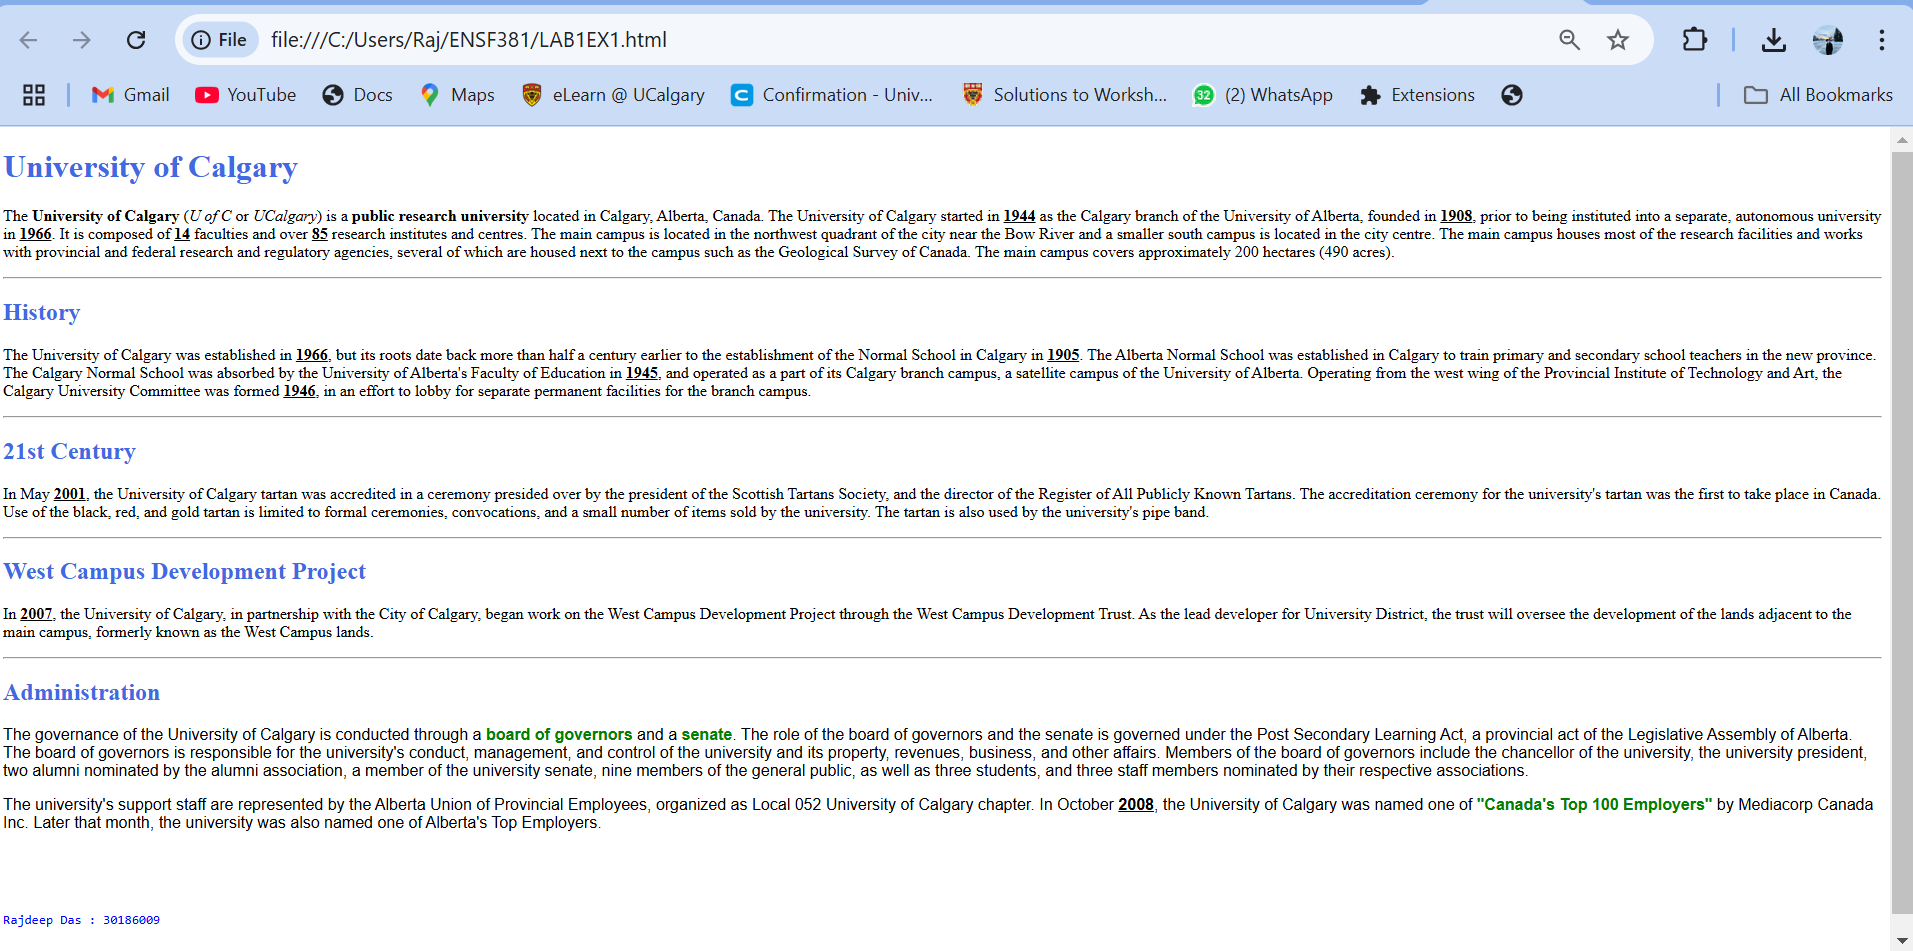 File file:///C:/Users/Raj/ENSF381/LAB1EX1.html
Gmail YouTube Docs Maps eLearn @ UCalgary Confirmation - Univ... Solutions to Worksh... 32 (2) WhatsApp Extensions All Bookmarks
University of Calgary
The University of Calgary (U of C or UCalgary) is a public research university located in Calgary, Alberta, Canada. The University of Calgary started in 1944 as the Calgary branch of the University of Alberta, founded in 1908, prior to being instituted into a separate, autonomous university
in 1966. It is composed of 14 faculties and over 85 research institutes and centres. The main campus is located in the northwest quadrant of the city near the Bow River and a smaller south campus is located in the city centre. The main campus houses most of the research facilities and works
with provincial and federal research and regulatory agencies, several of which are housed next to the campus such as the Geological Survey of Canada. The main campus covers approximately 200 hectares (490 acres).
History
The University of Calgary was established in 1966, but its roots date back more than half a century earlier to the establishment of the Normal School in Calgary in 1905. The Alberta Normal School was established in Calgary to train primary and secondary school teachers in the new province.
The Calgary Normal School was absorbed by the University of Alberta's Faculty of Education in 1945, and operated as a part of its Calgary branch campus, a satellite campus of the University of Alberta. Operating from the west wing of the Provincial Institute of Technology and Art, the
Calgary University Committee was formed 1946, in an effort to lobby for separate permanent facilities for the branch campus.
21st Century
In May 2001, the University of Calgary tartan was accredited in a ceremony presided over by the president of the Scottish Tartans Society, and the director of the Register of All Publicly Known Tartans. The accreditation ceremony for the university's tartan was the first to take place in Canada.
Use of the black, red, and gold tartan is limited to formal ceremonies, convocations, and a small number of items sold by the university. The tartan is also used by the university's pipe band.
West Campus Development Project
In 2007, the University of Calgary, in partnership with the City of Calgary, began work on the West Campus Development Project through the West Campus Development Trust. As the lead developer for University District, the trust will oversee the development of the lands adjacent to the
main campus, formerly known as the West Campus lands.
Administration
The governance of the University of Calgary is conducted through a board of governors and a senate. The role of the board of governors and the senate is governed under the Post Secondary Learning Act, a provincial act of the Legislative Assembly of Alberta.
The board of governors is responsible for the university's conduct, management, and control of the university and its property, revenues, business, and other affairs. Members of the board of governors include the chancellor of the university, the university president,
two alumni nominated by the alumni association, a member of the university senate, nine members of the general public, as well as three students, and three staff members nominated by their respective associations.
The university's support staff are represented by the Alberta Union of Provincial Employees, organized as Local 052 University of Calgary chapter. In October 2008, the University of Calgary was named one of "Canada's Top 100 Employers" by Mediacorp Canada
Inc. Later that month, the university was also named one of Alberta's Top Employers.
Rajdeep Das : 30186009